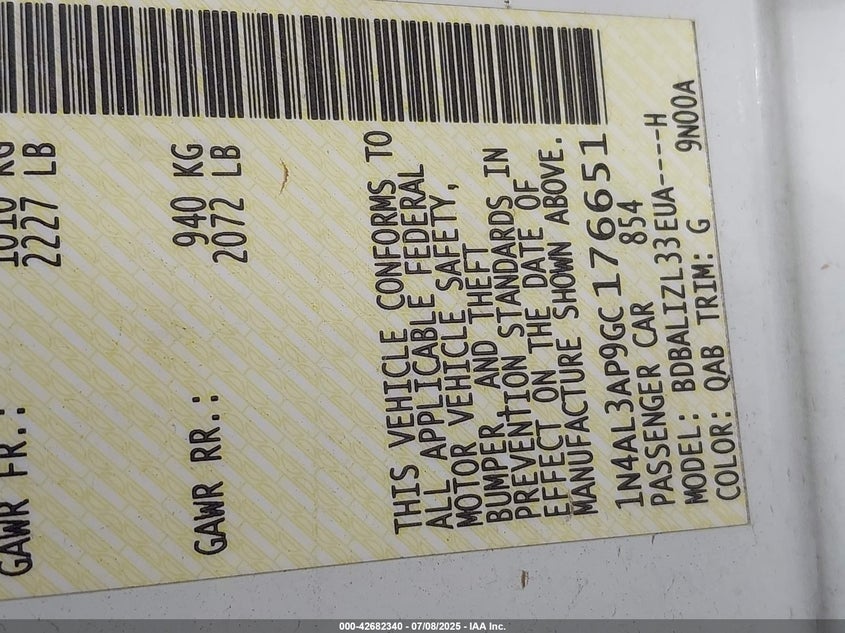 GAWR FR.: 1010 KG
2227 LB
GAWR RR.: 940 KG
2072 LB
THIS VEHICLE CONFORMS TO
ALL APPLICABLE FEDERAL
MOTOR VEHICLE SAFETY,
BUMPER, AND THEFT
PREVENTION STANDARDS IN
EFFECT ON THE DATE OF
MANUFACTURE SHOWN ABOVE.
1N4AL3AP9GC176651
PASSENGER CAR 854
MODEL: BDBALIZL33EUA----H
COLOR: QAB TRIM: G 9N00A
000-42682340 - 07/08/2025 - IAA Inc.